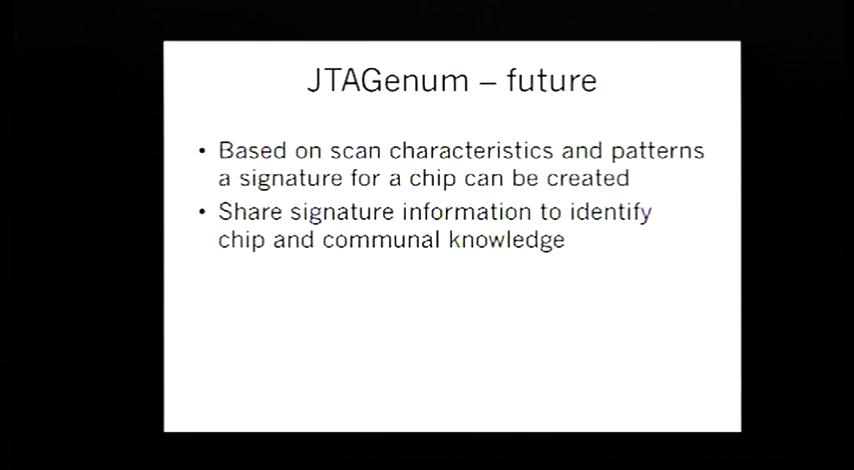 JTAGenum – future
• Based on scan characteristics and patterns
a signature for a chip can be created
• Share signature information to identify
chip and communal knowledge